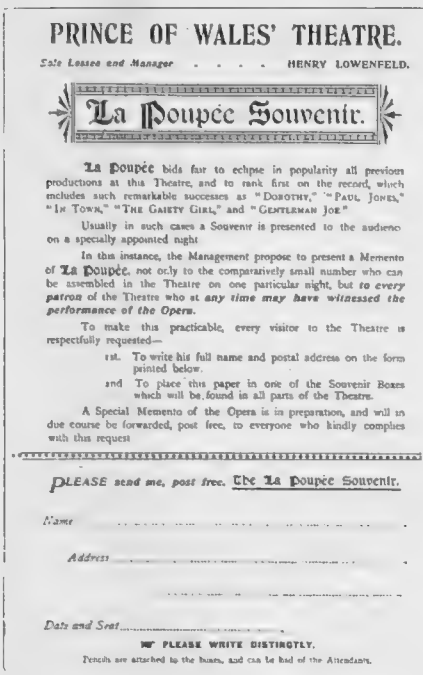 PRINCE OF WALES' THEATRE.
Sole Lessee and Manager . . . . HENRY LOWENFELD.
La Poupée Souvenir.
La Poupée bids fair to eclipse in popularity all previous
productions at this Theatre, and to rank first on the record, which
includes such remarkable successes as "DOROTHY," "PAUL JONES,"
"IN TOWN," "THE GAIETY GIRL," and "GENTLEMAN JOE"
Usually in such cases a Souvenir is presented to the audience
on a specially appointed night
In this instance, the Management propose to present a Memento
of La Poupée, not only to the comparatively small number who can
be assembled in the Theatre on one particular night, but to every
patron of the Theatre who at any time may have witnessed the
performance of the Opera.
To make this practicable, every visitor to the Theatre is
respectfully requested—
1st. To write his full name and postal address on the form
printed below.
2nd To place this paper in one of the Souvenir Boxes
which will be found in all parts of the Theatre.
A Special Memento of the Opera is in preparation, and will in
due course be forwarded, post free, to everyone who kindly complies
with this request
PLEASE send me, post free, The La Poupée Souvenir.
Name
Address
Date and Seat
PLEASE WRITE DISTINCTLY.
Pencils are attached to the boxes, and can be had of the Attendants.